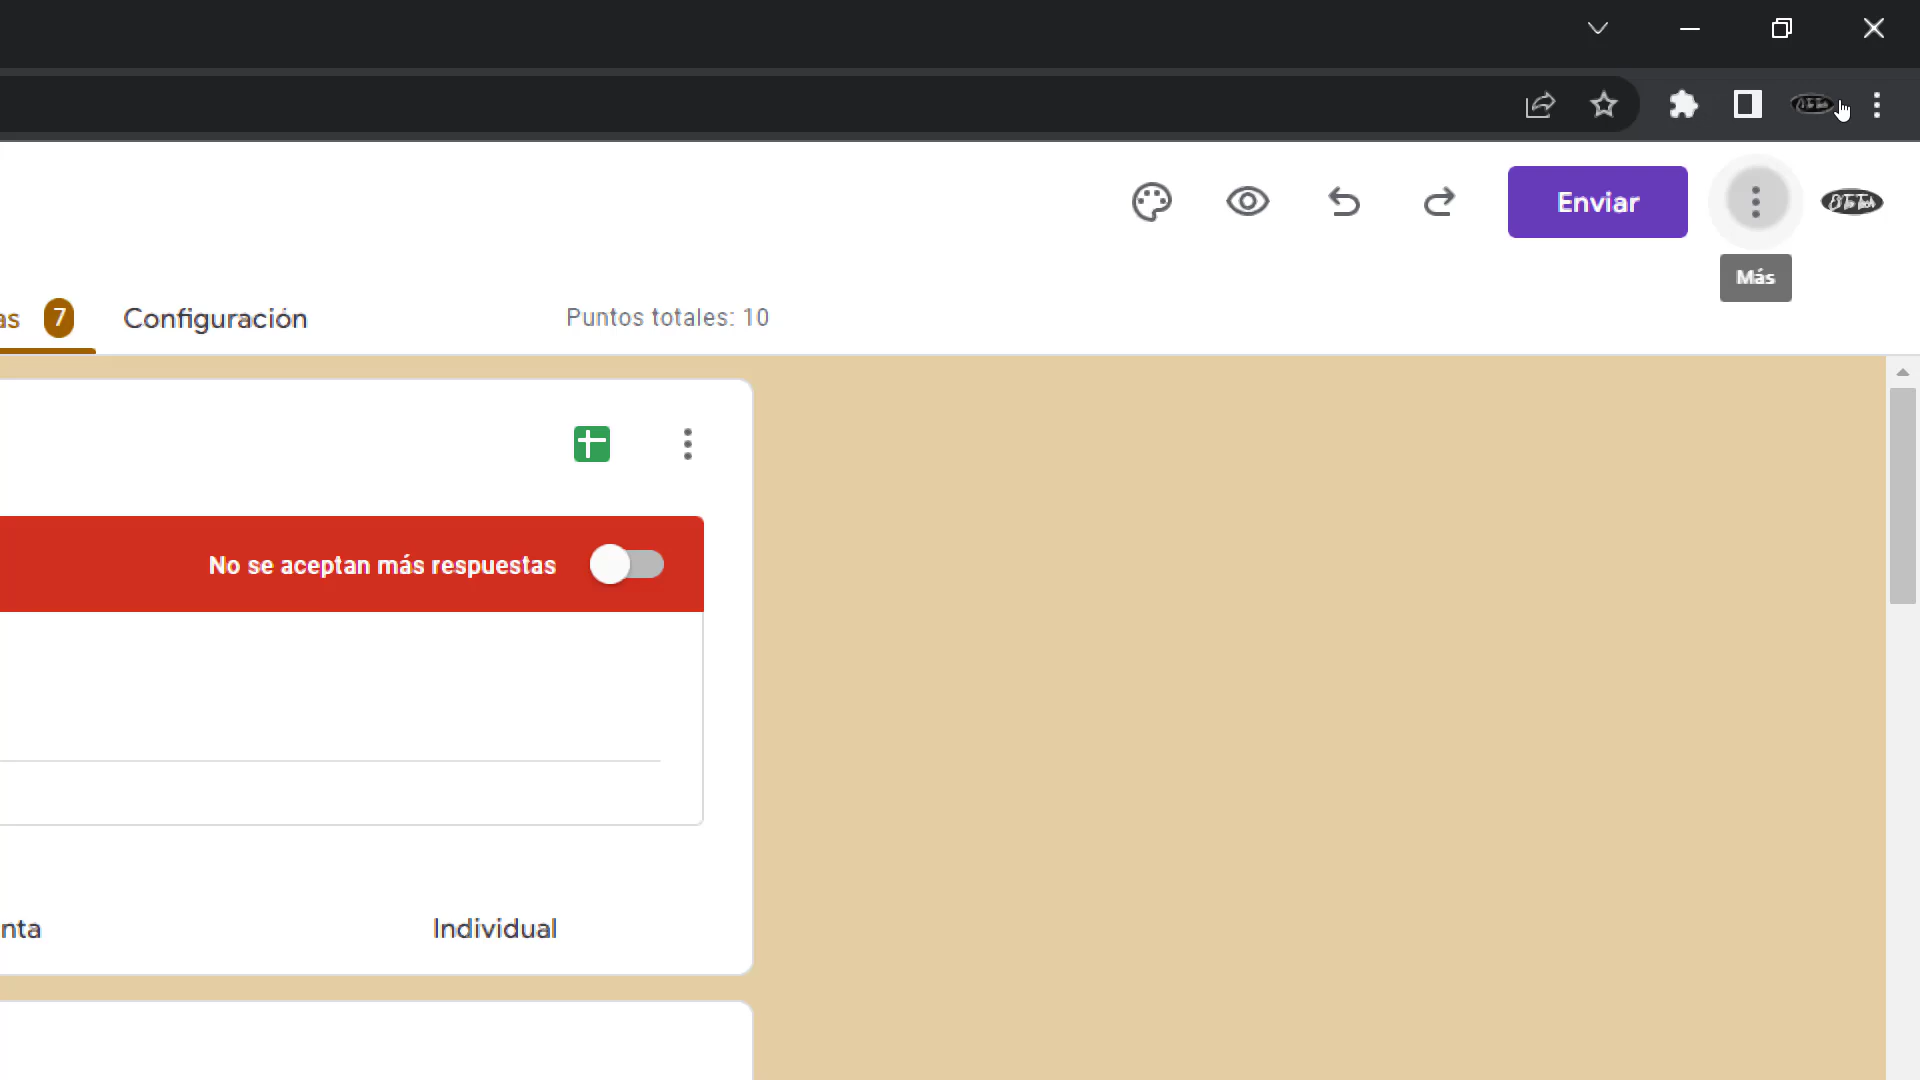 Enviar
Más
as 7 Configuración Puntos totales: 10
No se aceptan más respuestas
nta Individual